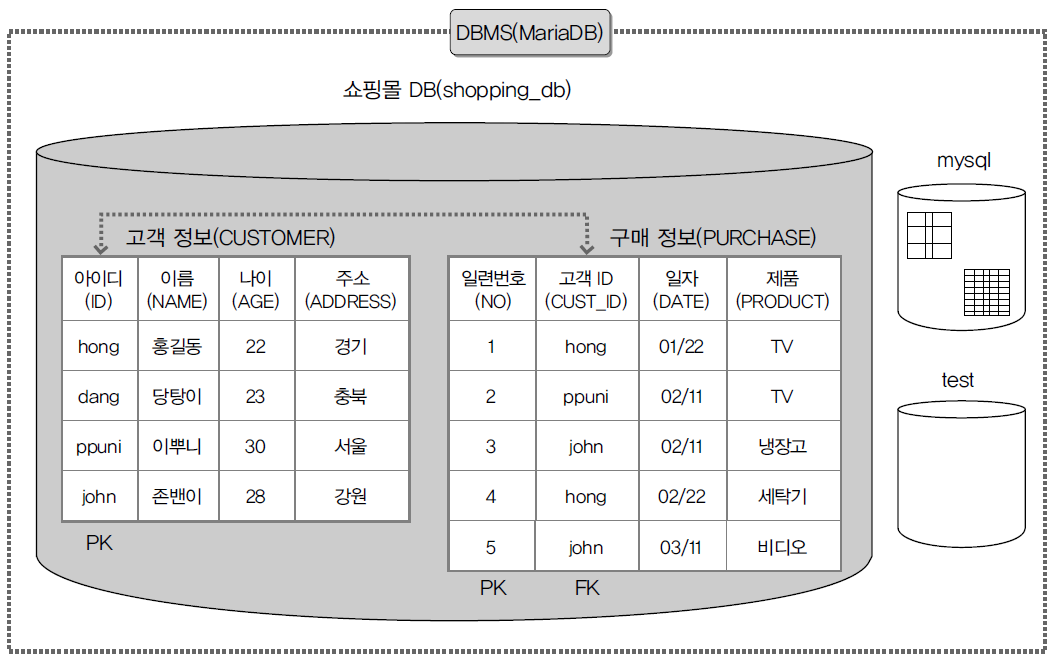 DBMS(MariaDB)
쇼핑몰 DB(shopping_db)
고객 정보(CUSTOMER)
아이디 이름 나이 주소
(ID) (NAME) (AGE) (ADDRESS)
hong 홍길동 22 경기
dang 당탕이 23 충북
ppuni 이뿌니 30 서울
john 존밴이 28 강원
PK
구매 정보(PURCHASE)
일련번호 고객 ID 일자 제품
(NO) (CUST_ID) (DATE) (PRODUCT)
1 hong 01/22 TV
2 ppuni 02/11 TV
3 john 02/11 냉장고
4 hong 02/22 세탁기
5 john 03/11 비디오
PK FK
mysql
test